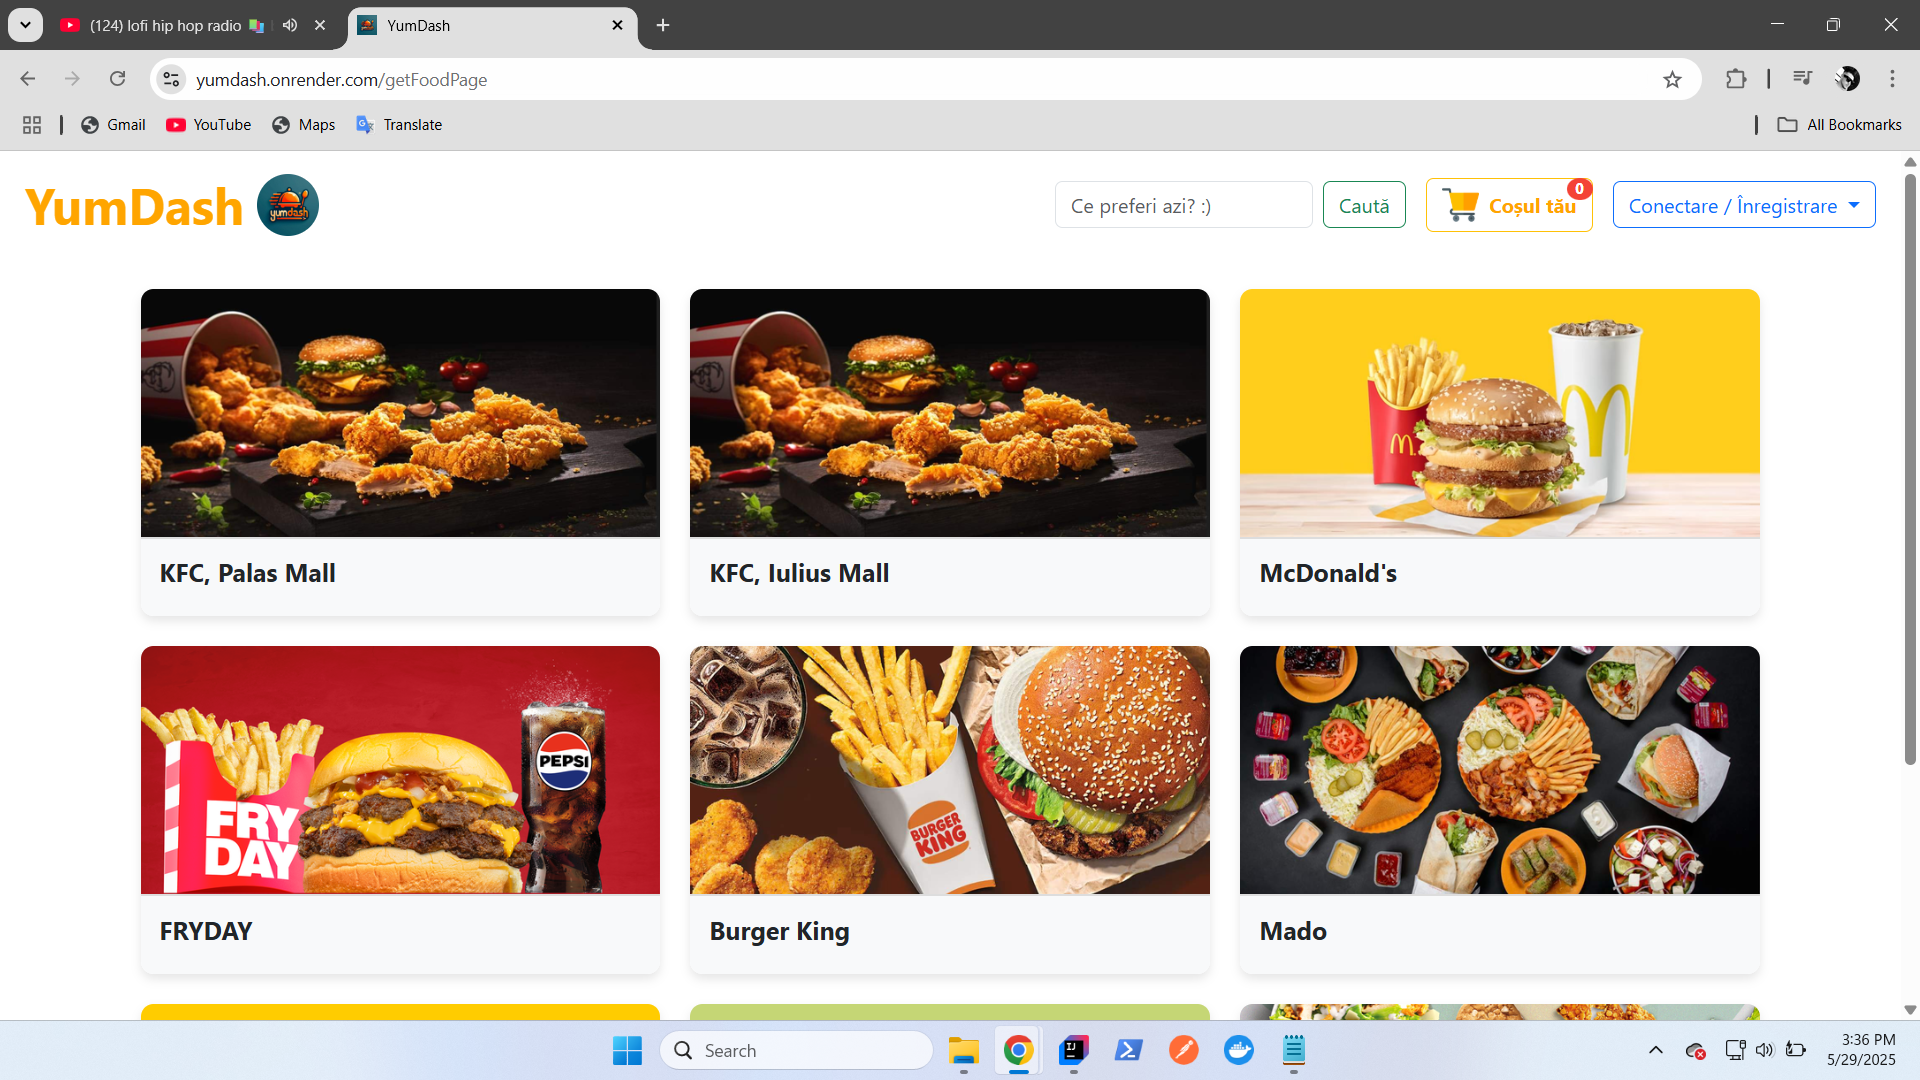 (124) lofi hip hop radio
YumDash
yumdash.onrender.com/getFoodPage
Gmail
YouTube
Maps
Translate
All Bookmarks
YumDash
yumdash
Ce preferi azi? :)
Caută
Coșul tău
0
Conectare / Înregistrare
KFC, Palas Mall
KFC, Iulius Mall
McDonald's
PEPSI
FRY
DAY
BURGER
KING
FRYDAY
Burger King
Mado
Search
3:36 PM
5/29/2025